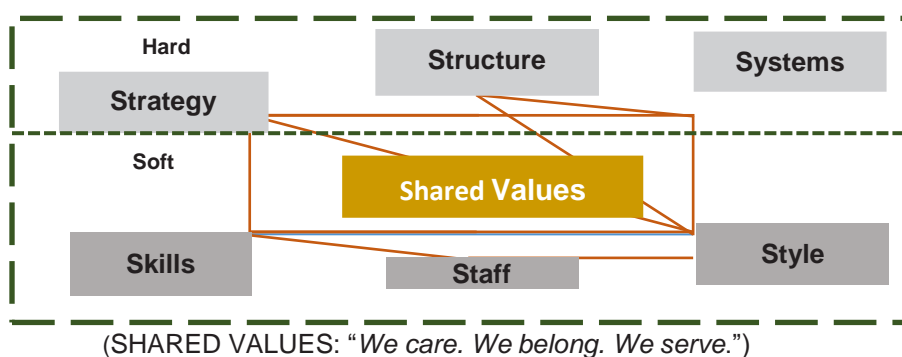 Hard
Structure
Systems
Strategy
Soft
Shared Values
Skills
Staff
Style
(SHARED VALUES: “We care. We belong. We serve.”)